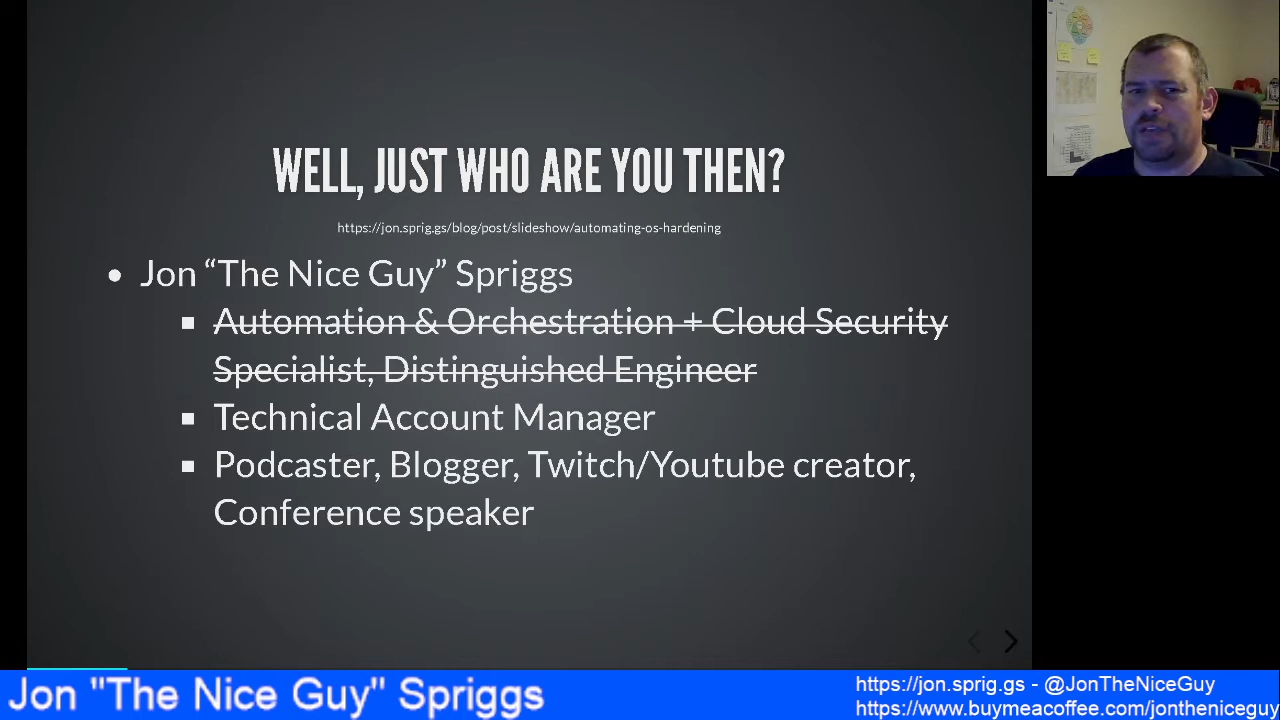 WELL, JUST WHO ARE YOU THEN?
https://jon.sprig.gs/blog/post/slideshow/automating-os-hardening
Jon “The Nice Guy” Spriggs
Automation & Orchestration + Cloud Security
Specialist, Distinguished Engineer
Technical Account Manager
Podcaster, Blogger, Twitch/Youtube creator,
Conference speaker
Jon "The Nice Guy" Spriggs
https://jon.sprig.gs - @JonTheNiceGuy
https://www.buymeacoffee.com/jontheniceguy